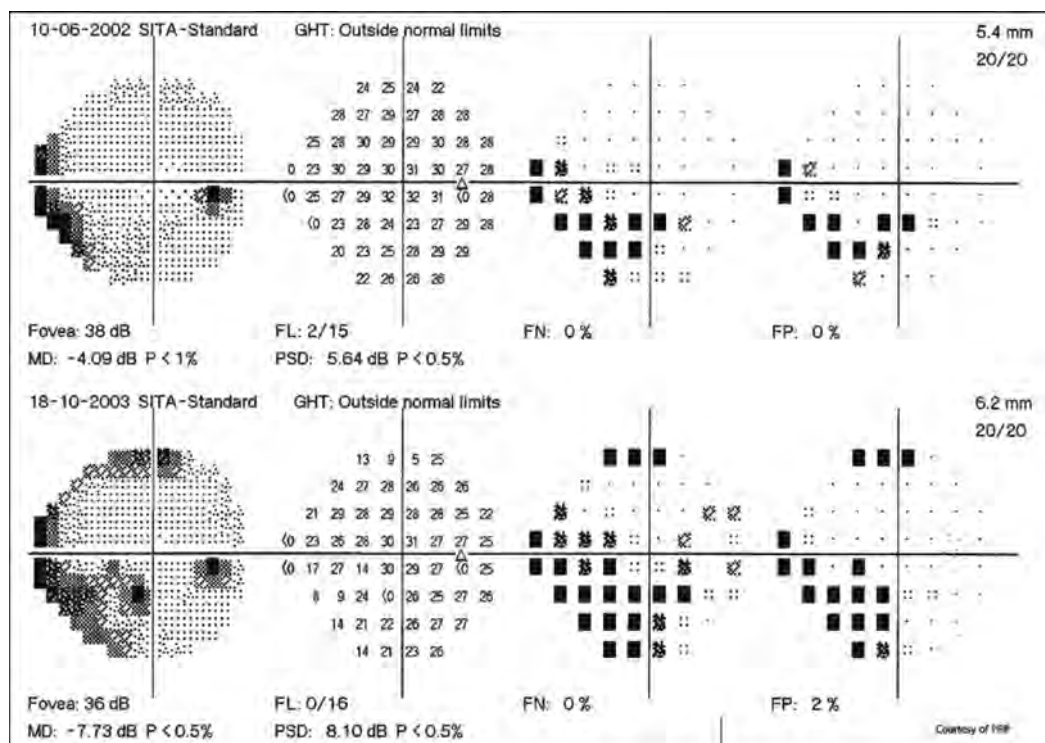 10-06-2002 SITA-Standard GHT: Outside normal limits 5.4 mm
20/20
24 25 24 22
28 27 29 27 28 28
25 28 30 29 29 30 28 28
0 23 30 29 30 31 30 27 28
(0 25 27 29 32 32 31 (0 28
(0 23 28 24 23 27 29 28
20 23 25 28 29 29
22 26 28 26
Fovea: 38 dB FL: 2/15 FN: 0 % FP: 0 %
MD: -4.09 dB P < 1% PSD: 5.64 dB P < 0.5%
18-10-2003 SITA-Standard GHT: Outside normal limits 6.2 mm
20/20
13 9 5 25
24 27 28 26 28 26
21 29 28 29 28 28 25 22
(0 23 26 28 30 31 27 27 25
(0 17 27 14 30 29 27 (0 25
8 9 24 (0 26 25 27 26
14 21 22 26 27 27
14 21 23 26
Fovea: 36 dB FL: 0/16 FN: 0 % FP: 2 %
MD: -7.73 dB P < 0.5% PSD: 8.10 dB P < 0.5%
Courtesy of